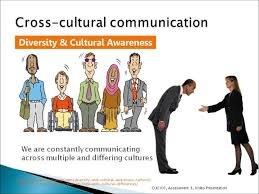 Cross-cultural communication
Diversity & Cultural Awareness
We are constantly communicating
across multiple and differing cultures